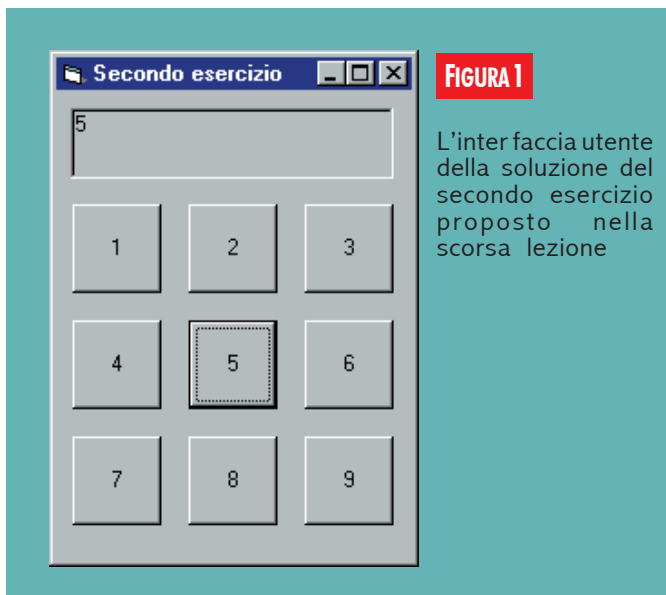 Secondo esercizio
5
1 2 3
4 5 6
7 8 9
FIGURA 1
L'inter faccia utente
della soluzione del
secondo esercizio
proposto nella
scorsa lezione